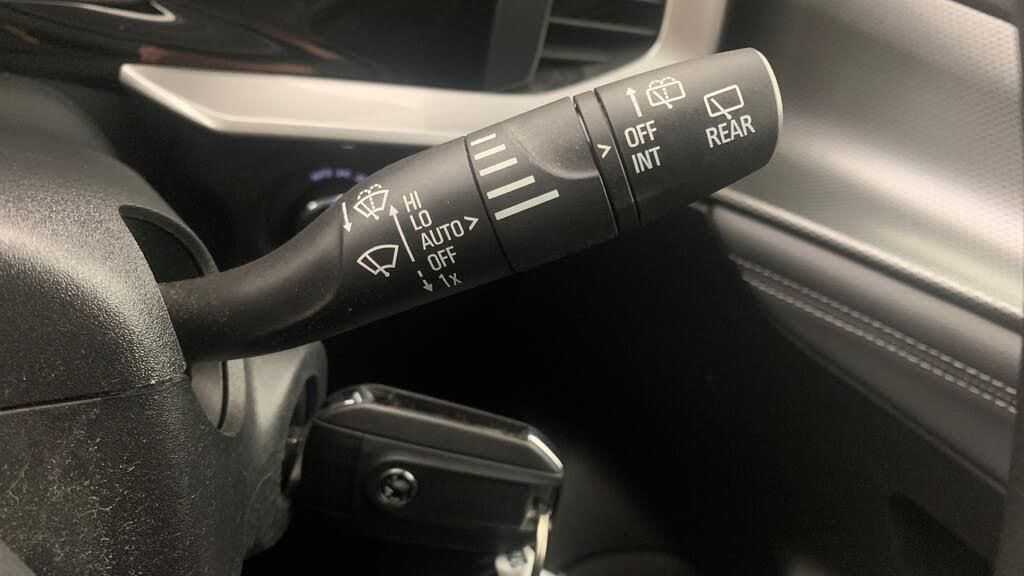 HI
LO
AUTO
OFF
1x
OFF
INT
REAR